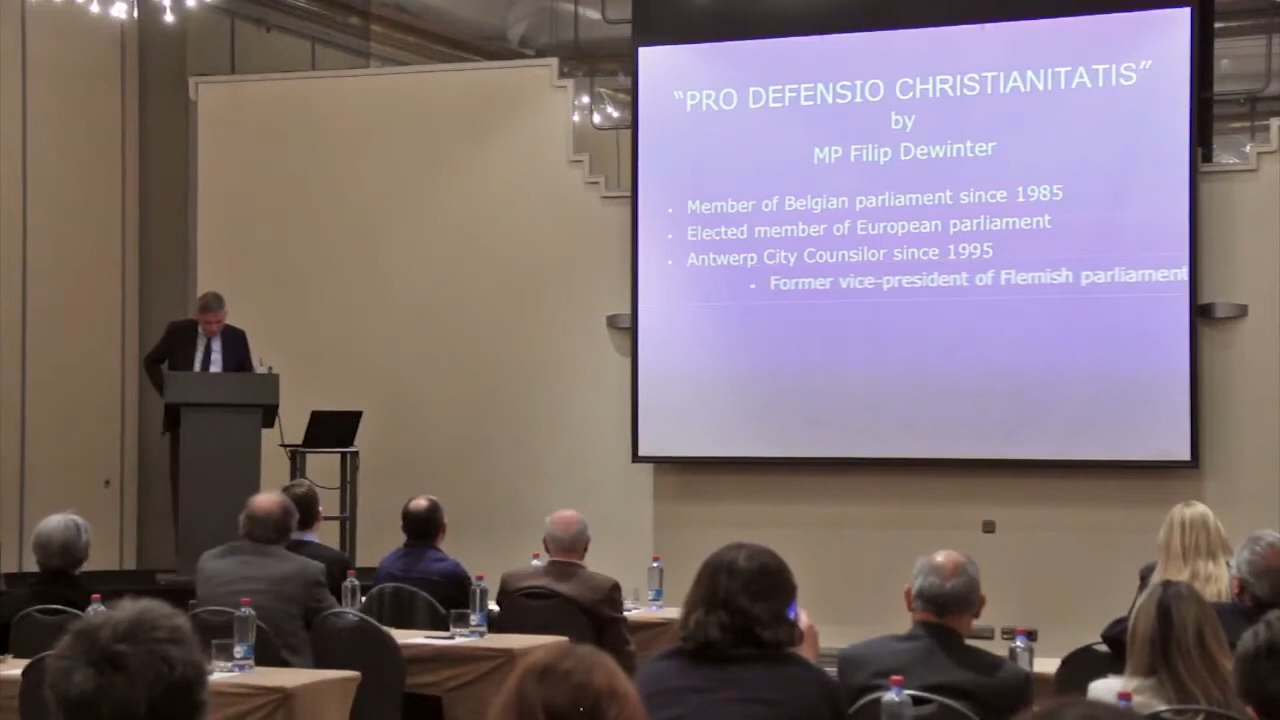 “PRO DEFENSIO CHRISTIANITATIS”
by
MP Filip Dewinter
. Member of Belgian parliament since 1985
. Elected member of European parliament
. Antwerp City Counsilor since 1995
. Former vice-president of Flemish parliament